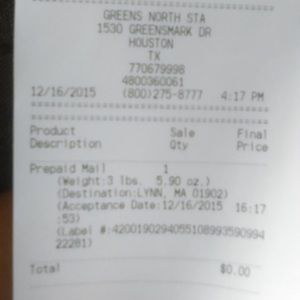 GREENS NORTH STA
1530 GREENSMARK DR
HOUSTON
TX
770679998
4800360061
12/16/2015 (800)275-8777 4:17 PM
Product Sale Final
Description Qty Price
Prepaid Mail 1
(Weight:3 lbs. 5.90 oz.)
(Destination:LYNN, MA 01902)
(Acceptance Date:12/16/2015 16:17
:53)
(Label #:420019029405510899359099​4
22281)
Total $0.00